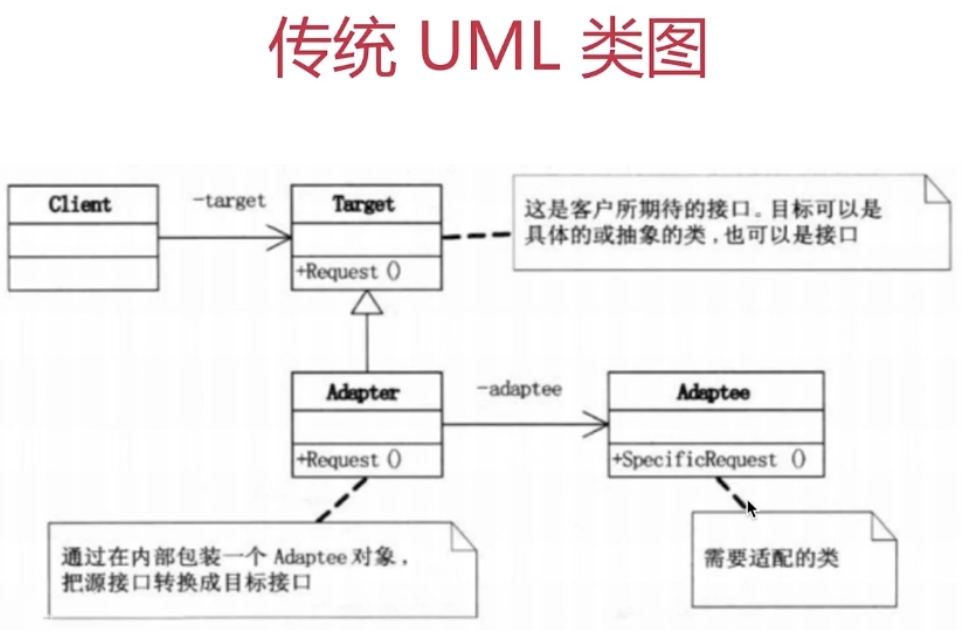 传统 UML 类图
Client
-target
Target
+Request()
这是客户所期待的接口。目标可以是
具体的或抽象的类,也可以是接口
Adapter
+Request()
-adaptee
Adaptee
+SpecificRequest ()
通过在内部包装一个 Adaptee 对象,
把源接口转换成目标接口
需要适配的类